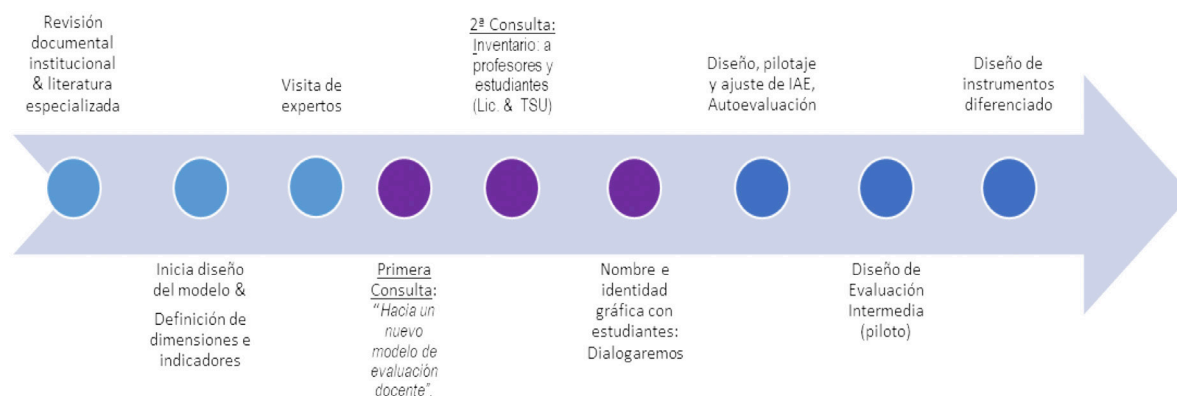 Revisión
documental
institucional
& literatura
especializada
Inicia diseño
del modelo &
Definición de
dimensiones e
indicadores
Visita de
expertos
Primera
Consulta:
"Hacia un
nuevo
modelo de
evaluación
docente".
2ª Consulta:
Inventario: a
profesores y
estudiantes
(Lic. & TSU)
Nombre e
identidad
gráfica con
estudiantes:
Dialogaremos
Diseño, pilotaje
y ajuste de IAE,
Autoevaluación
Diseño de
Evaluación
Intermedia
(piloto)
Diseño de
instrumentos
diferenciado